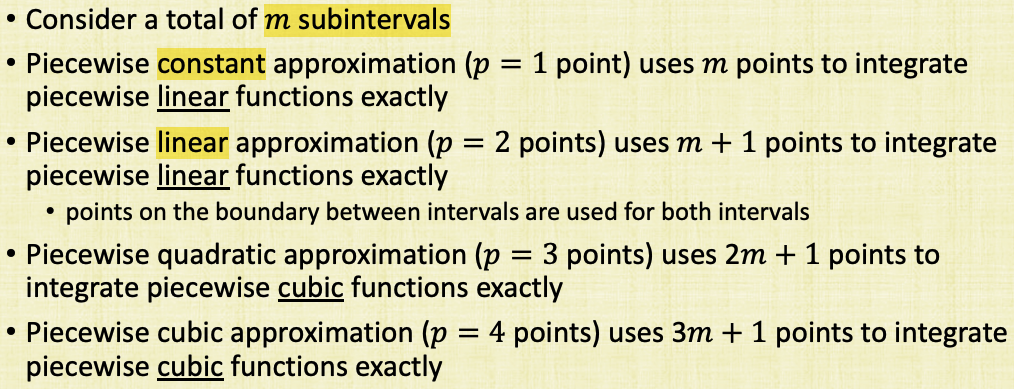 • Consider a total of m subintervals
• Piecewise constant approximation (p = 1 point) uses m points to integrate
piecewise linear functions exactly
• Piecewise linear approximation (p = 2 points) uses m + 1 points to integrate
piecewise linear functions exactly
• points on the boundary between intervals are used for both intervals
• Piecewise quadratic approximation (p = 3 points) uses 2m + 1 points to
integrate piecewise cubic functions exactly
• Piecewise cubic approximation (p = 4 points) uses 3m + 1 points to integrate
piecewise cubic functions exactly